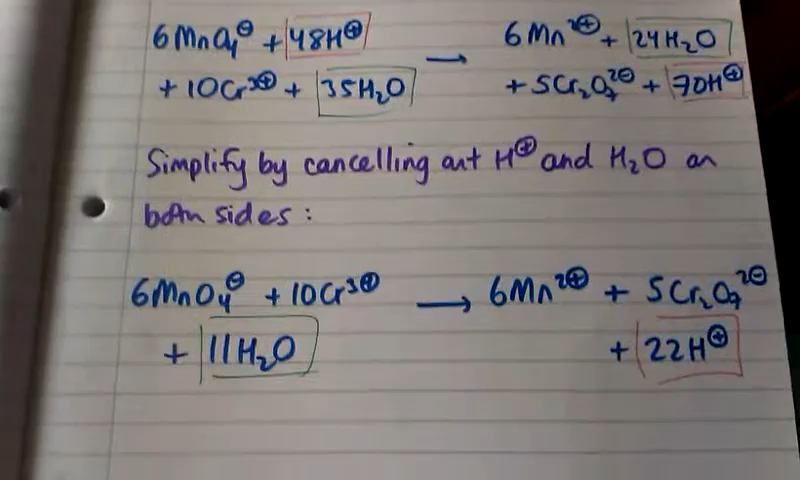 6MnO₄⊖ + 48H⊕ → 6Mn²⊕ + 24H₂O
+ 10Cr³⊕ + 35H₂O + 5Cr₂O₇²⊖ + 70H⊕
Simplify by cancelling out H⊕ and H₂O on
both sides :
6MnO₄⊖ + 10Cr³⊕ → 6Mn²⊕ + 5Cr₂O₇²⊖
+ 11H₂O + 22H⊕